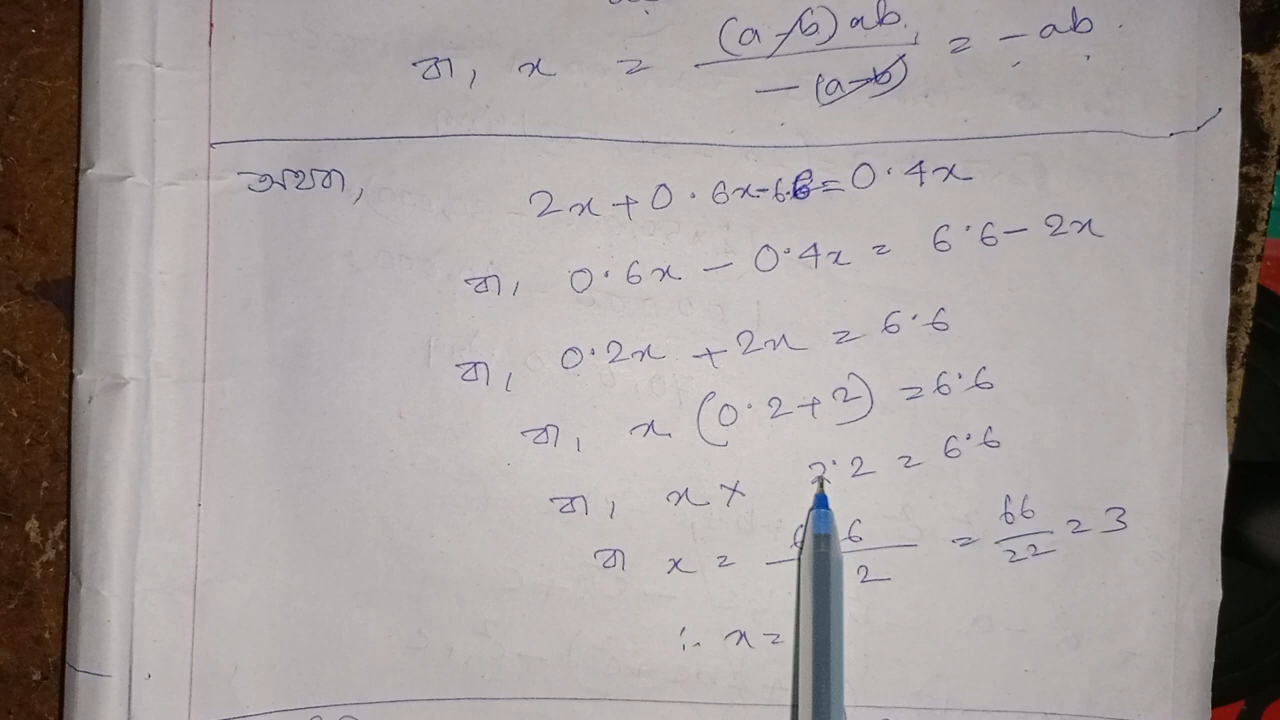 বা, x = (a-b)ab / -(a-b) = -ab.
অথবা,
2x+0.6x-6.6=0.4x
বা, 0.6x - 0.4x = 6.6 - 2x
বা, 0.2x + 2x = 6.6
বা, x (0.2+2) = 6.6
বা, x × 2.2 = 6.6
বা x = 6 6 / 2 = 66/22 = 3
∴ x =